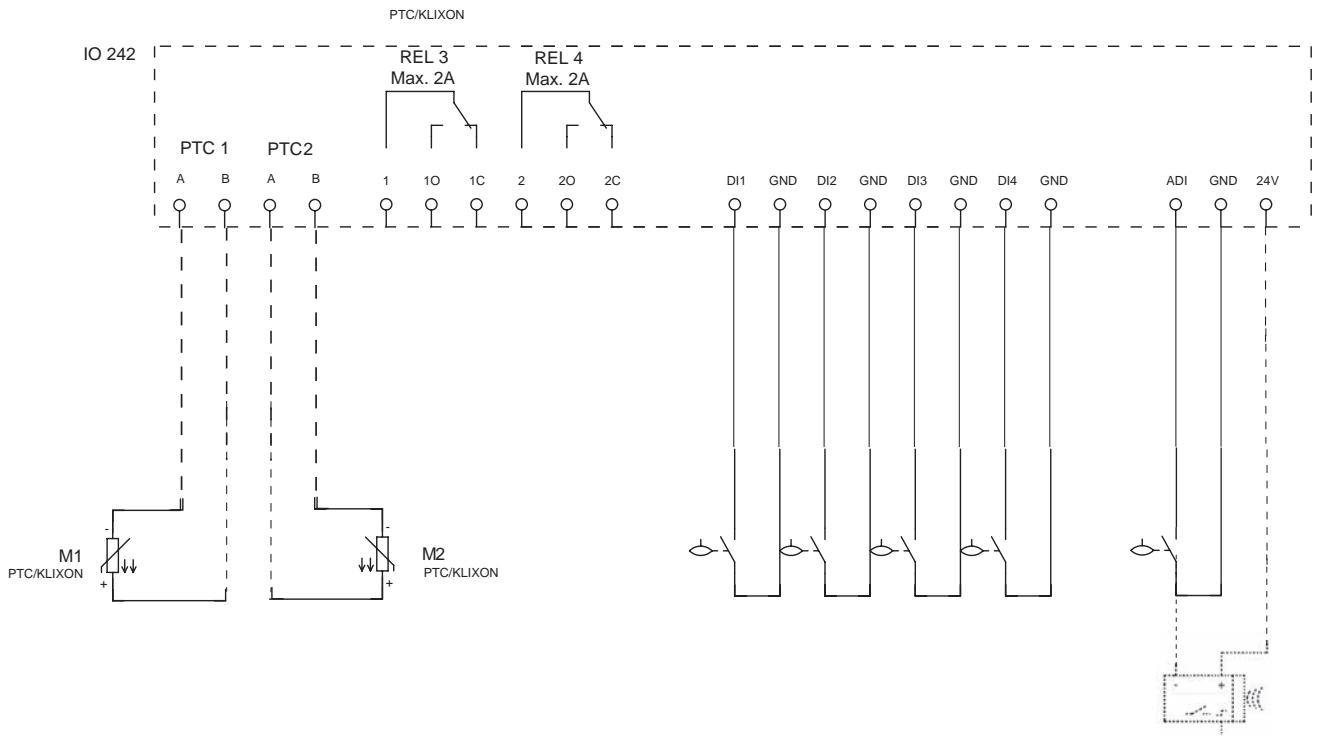 PTC/KLIXON
IO 242
REL 3
Max. 2A
REL 4
Max. 2A
PTC 1
PTC2
A B A B 1 1O 1C 2 2O 2C DI1 GND DI2 GND DI3 GND DI4 GND ADI GND 24V
-
M1
PTC/KLIXON
+
-
M2
PTC/KLIXON
+
- +